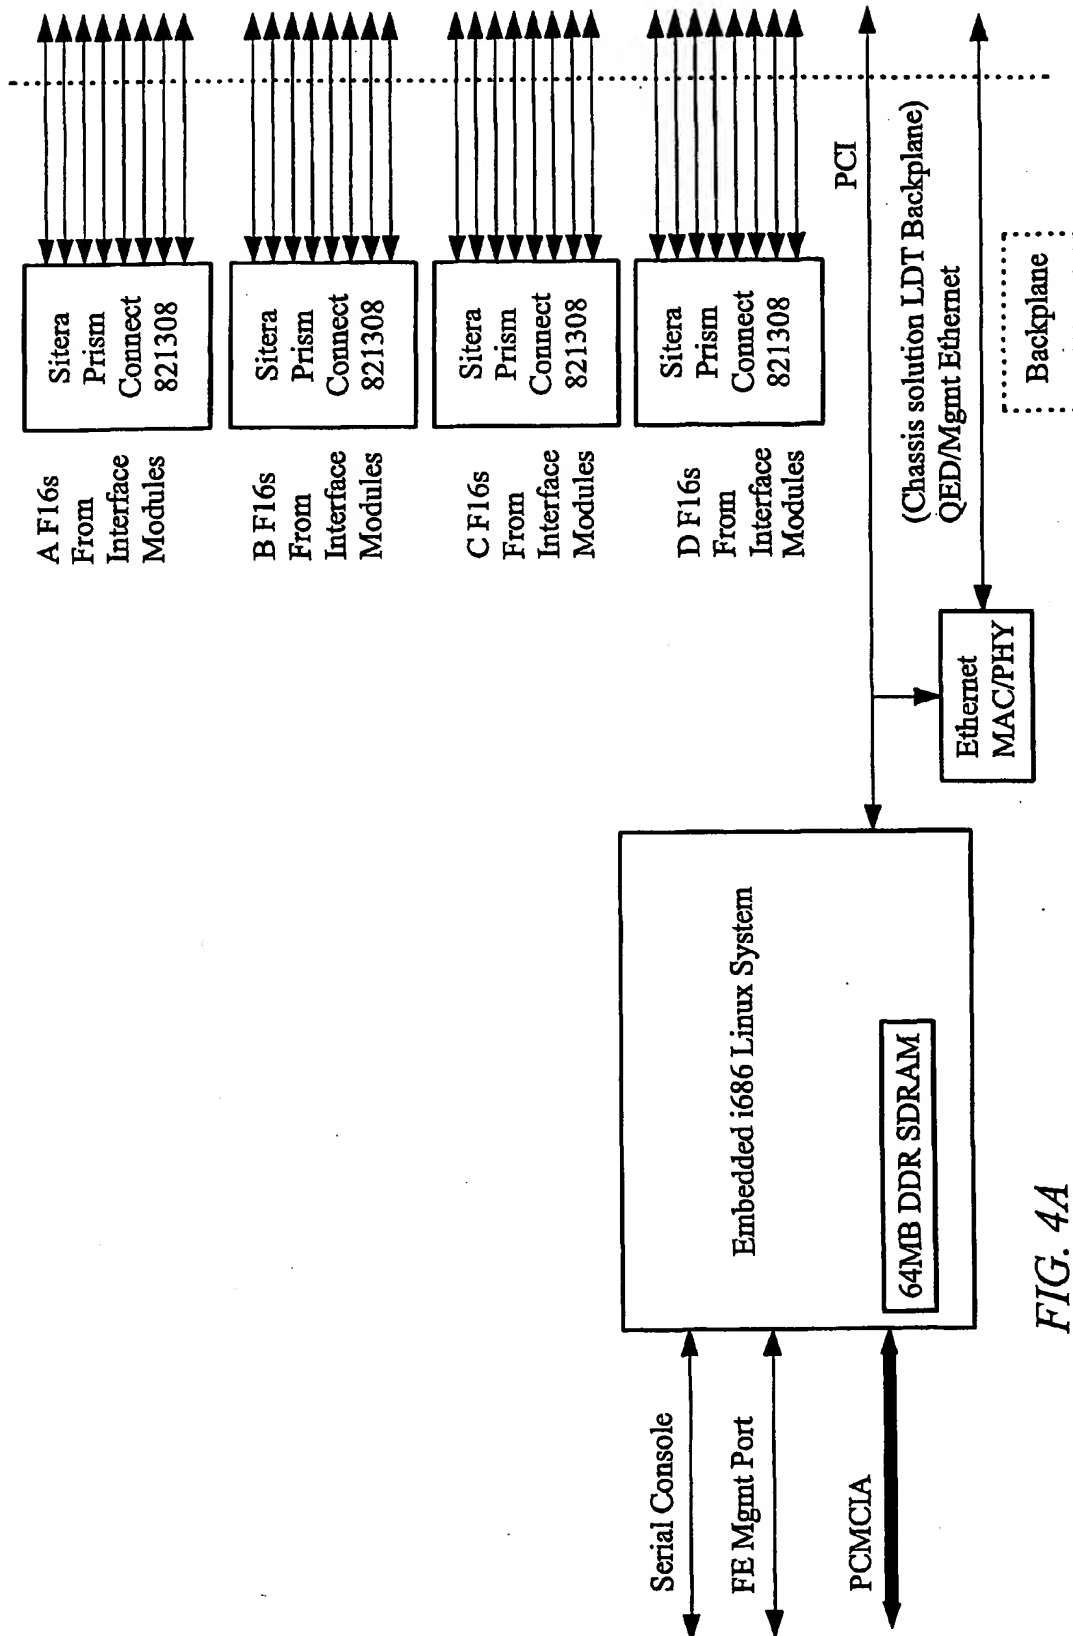 A F16s
From
Interface
Modules
Sitera
Prism
Connect
821308
B F16s
From
Interface
Modules
Sitera
Prism
Connect
821308
C F16s
From
Interface
Modules
Sitera
Prism
Connect
821308
D F16s
From
Interface
Modules
Sitera
Prism
Connect
821308
PCI
(Chassis solution LDT Backplane)
QED/Mgmt Ethernet
Ethernet
MAC/PHY
Backplane
Embedded i686 Linux System
64MB DDR SDRAM
Serial Console
FE Mgmt Port
PCMCIA
FIG. 4A